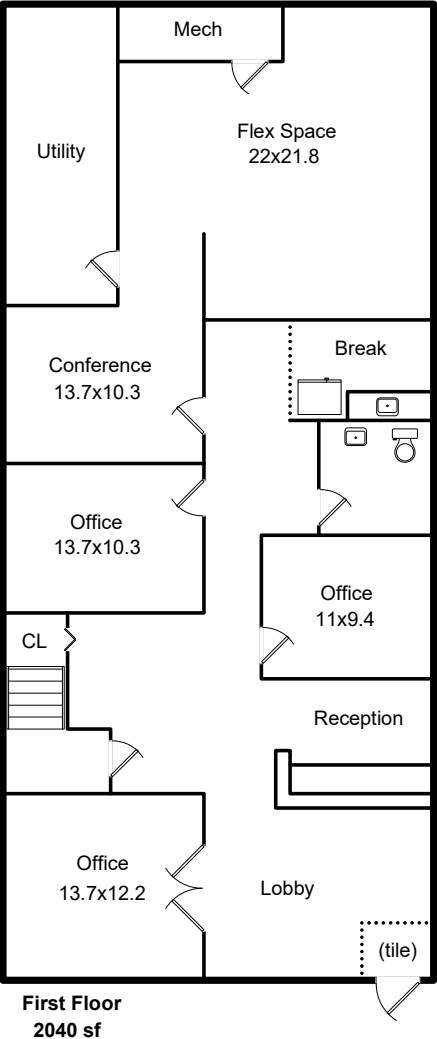 Mech
Flex Space
22x21.8
Utility
Break
Conference
13.7x10.3
Office
13.7x10.3
Office
11x9.4
CL
Reception
Office
13.7x12.2
Lobby
(tile)
First Floor
2040 sf